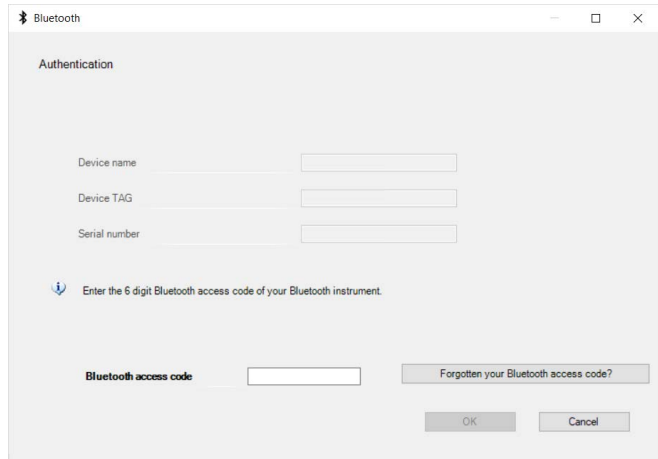 Bluetooth
Authentication
Device name
Device TAG
Serial number
Enter the 6 digit Bluetooth access code of your Bluetooth instrument.
Bluetooth access code
Forgotten your Bluetooth access code?
OK
Cancel